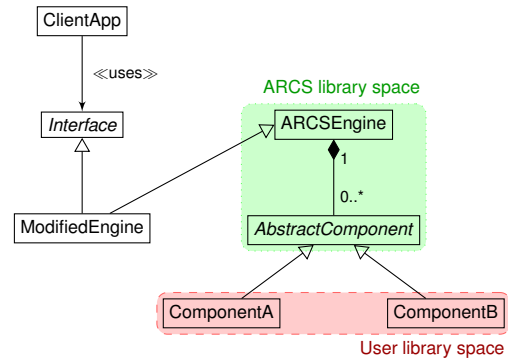 ClientApp
≪uses≫
ARCS library space
Interface
ARCSEngine
1
0..*
ModifiedEngine
AbstractComponent
ComponentA
ComponentB
User library space